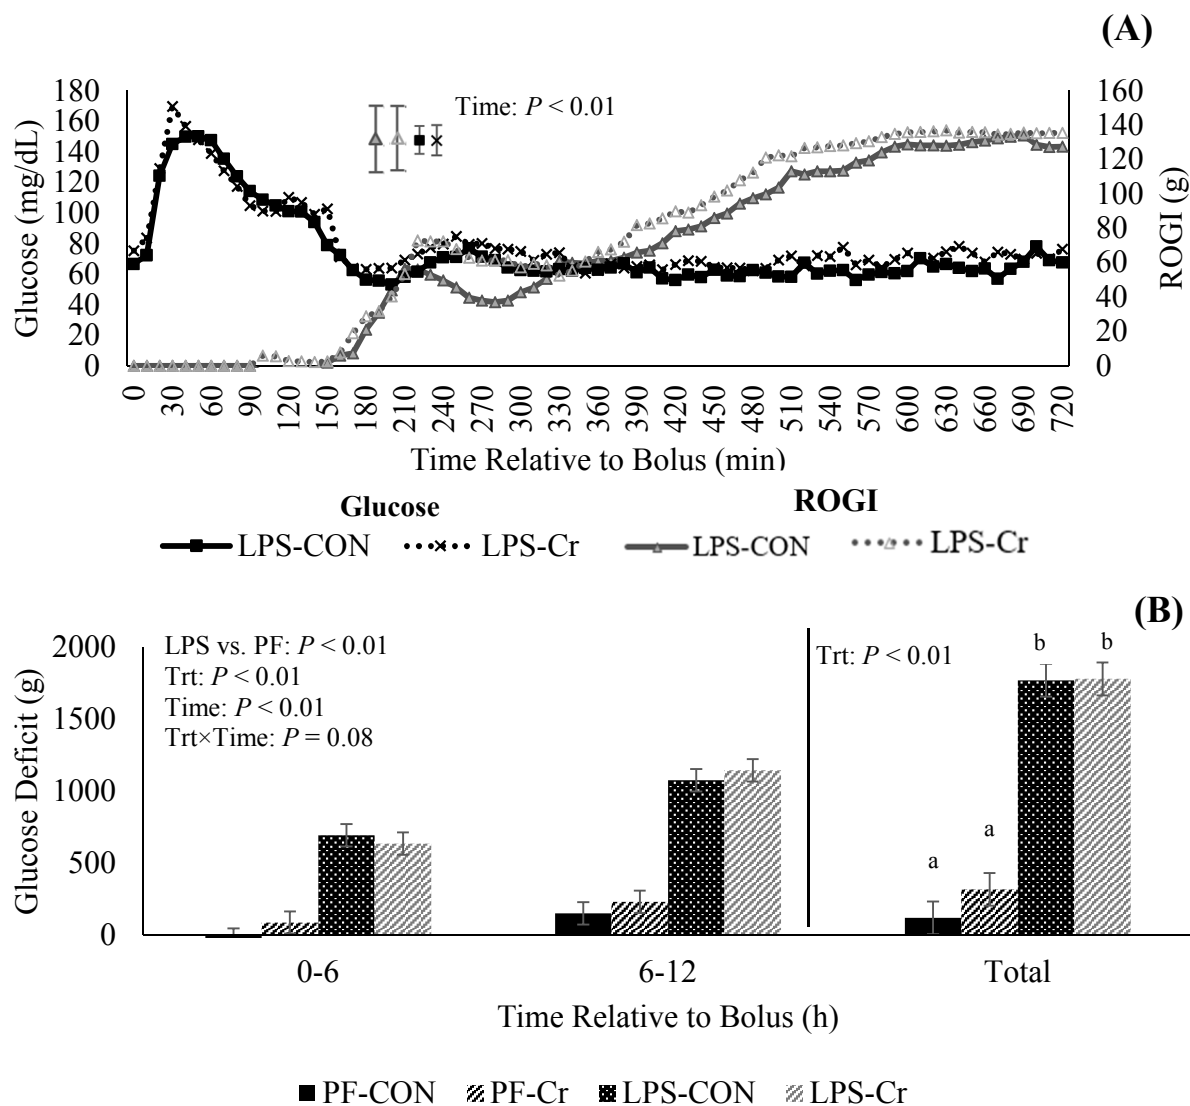 (A)
Time: P < 0.01
Glucose (mg/dL)
180
160
140
120
100
80
60
40
20
0
160
140
120
100
80
60
40
20
0
ROGI (g)
0 30 60 90 120 150 180 210 240 270 300 330 360 390 420 450 480 510 540 570 600 630 660 690 720
Time Relative to Bolus (min)
Glucose ROGI
LPS-CON LPS-Cr LPS-CON LPS-Cr
(B)
Glucose Deficit (g)
2000
1500
1000
500
0
LPS vs. PF: P < 0.01
Trt: P < 0.01
Time: P < 0.01
Trt×Time: P = 0.08
Trt: P < 0.01
a a b b
0-6 6-12 Total
Time Relative to Bolus (h)
PF-CON PF-Cr LPS-CON LPS-Cr